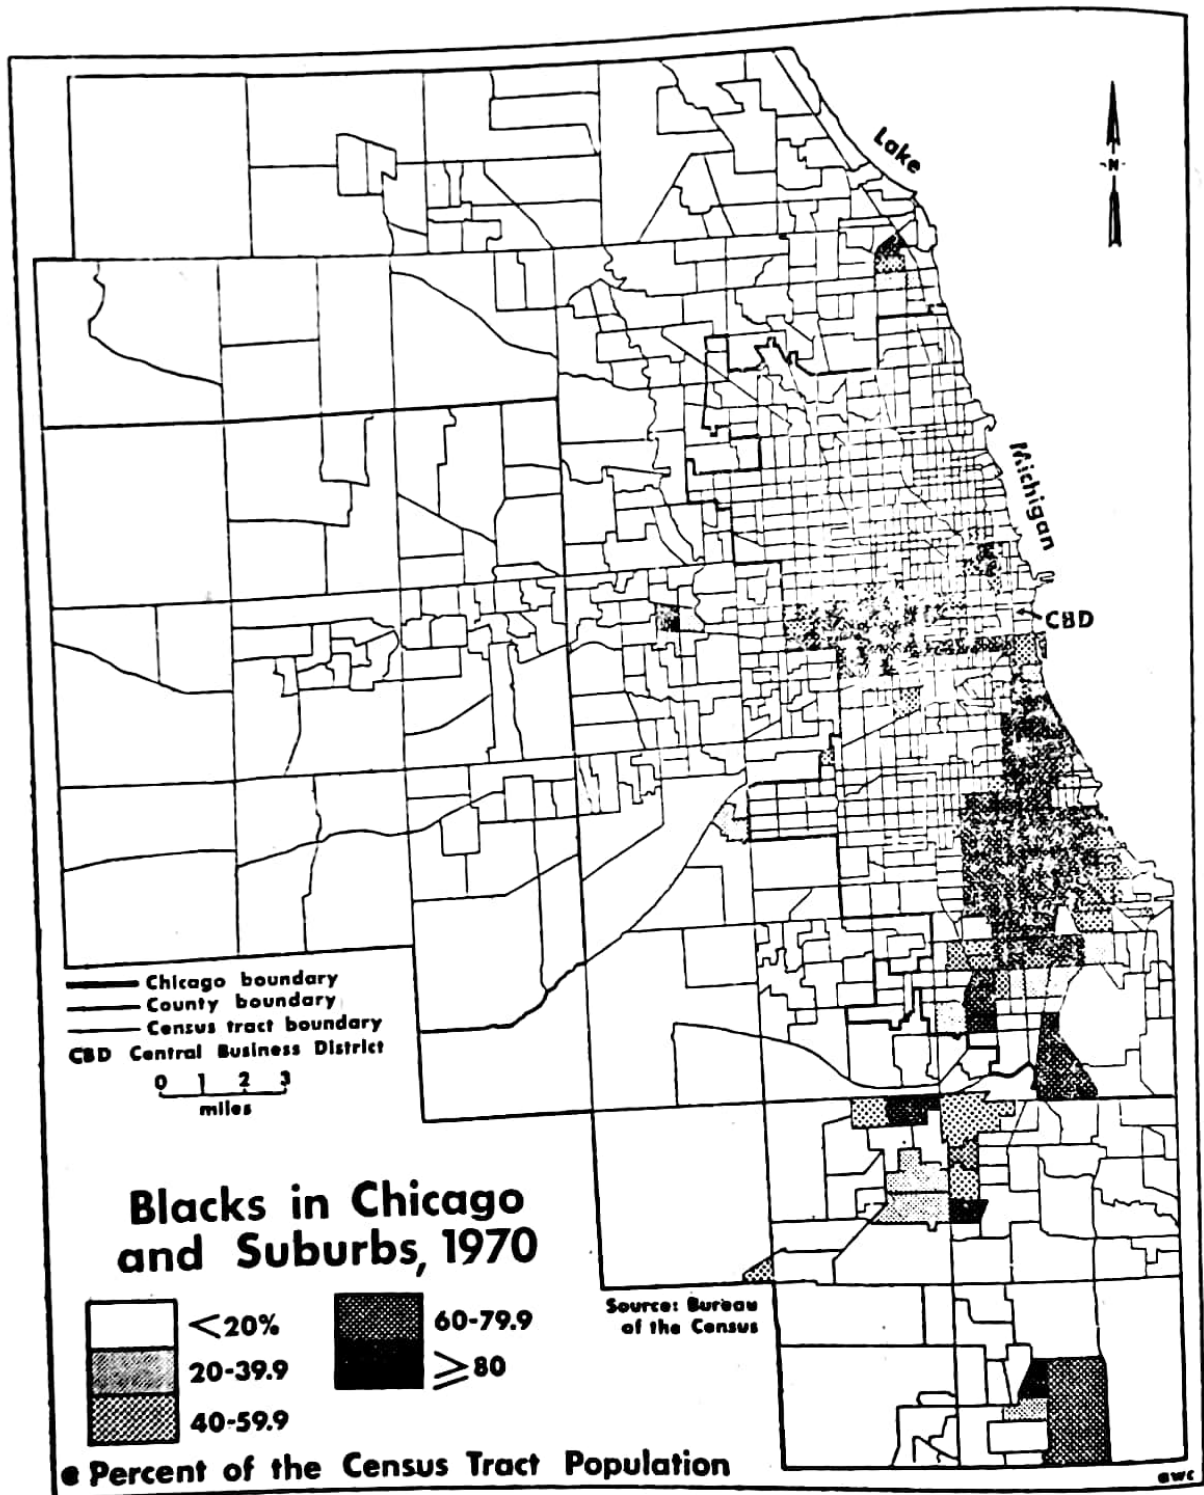 Lake
N
Michigan
CBD
Chicago boundary
County boundary
Census tract boundary
CBD Central Business District
0 1 2 3
miles
Blacks in Chicago
and Suburbs, 1970
<20%
20-39.9
40-59.9
60-79.9
≥80
Source: Bureau
of the Census
Percent of the Census Tract Population
GWC